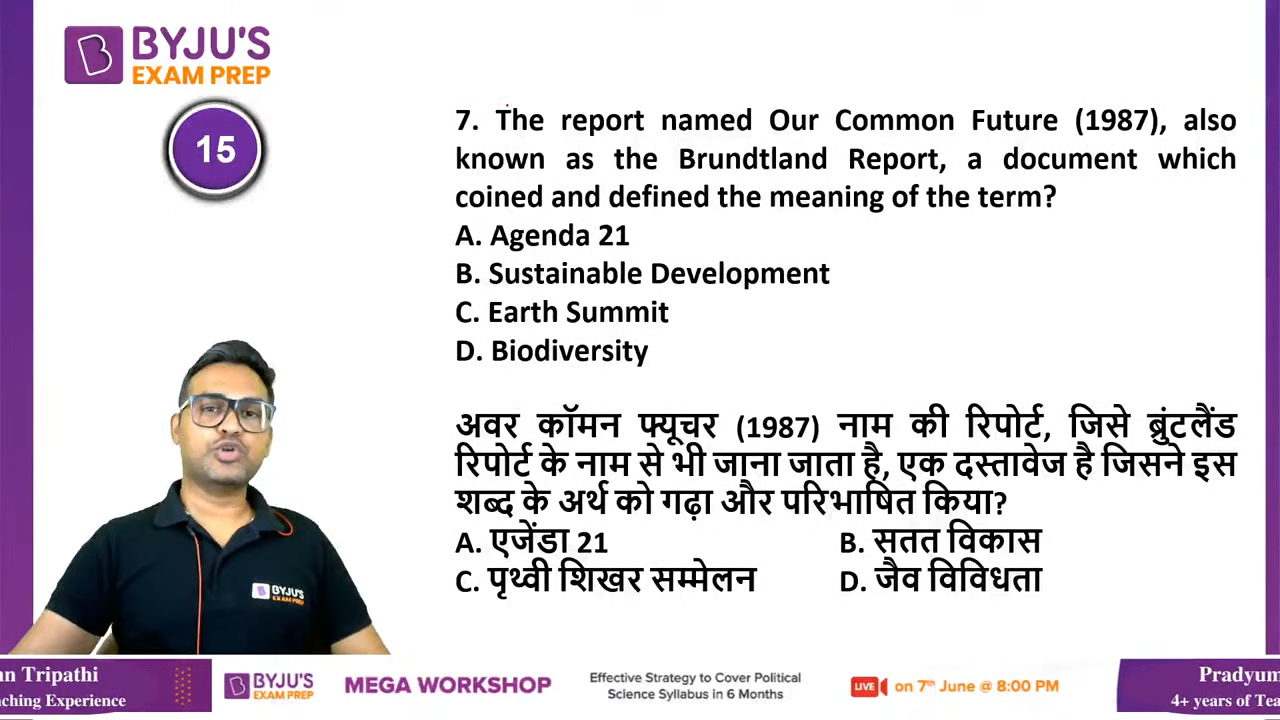 BYJU'S
EXAM PREP
15
7. The report named Our Common Future (1987), also
known as the Brundtland Report, a document which
coined and defined the meaning of the term?
A. Agenda 21
B. Sustainable Development
C. Earth Summit
D. Biodiversity
अवर कॉमन फ्यूचर (1987) नाम की रिपोर्ट, जिसे ब्रुंटलैंड
रिपोर्ट के नाम से भी जाना जाता है, एक दस्तावेज है जिसने इस
शब्द के अर्थ को गढ़ा और परिभाषित किया?
A. एजेंडा 21 B. सतत विकास
C. पृथ्वी शिखर सम्मेलन D. जैव विविधता
BYJU'S
EXAM PREP
an Tripathi
aching Experience
BYJU'S
EXAM PREP
MEGA WORKSHOP
Effective Strategy to Cover Political
Science Syllabus in 6 Months
LIVE on 7th June @ 8:00 PM
Pradyum
4+ years of Tea